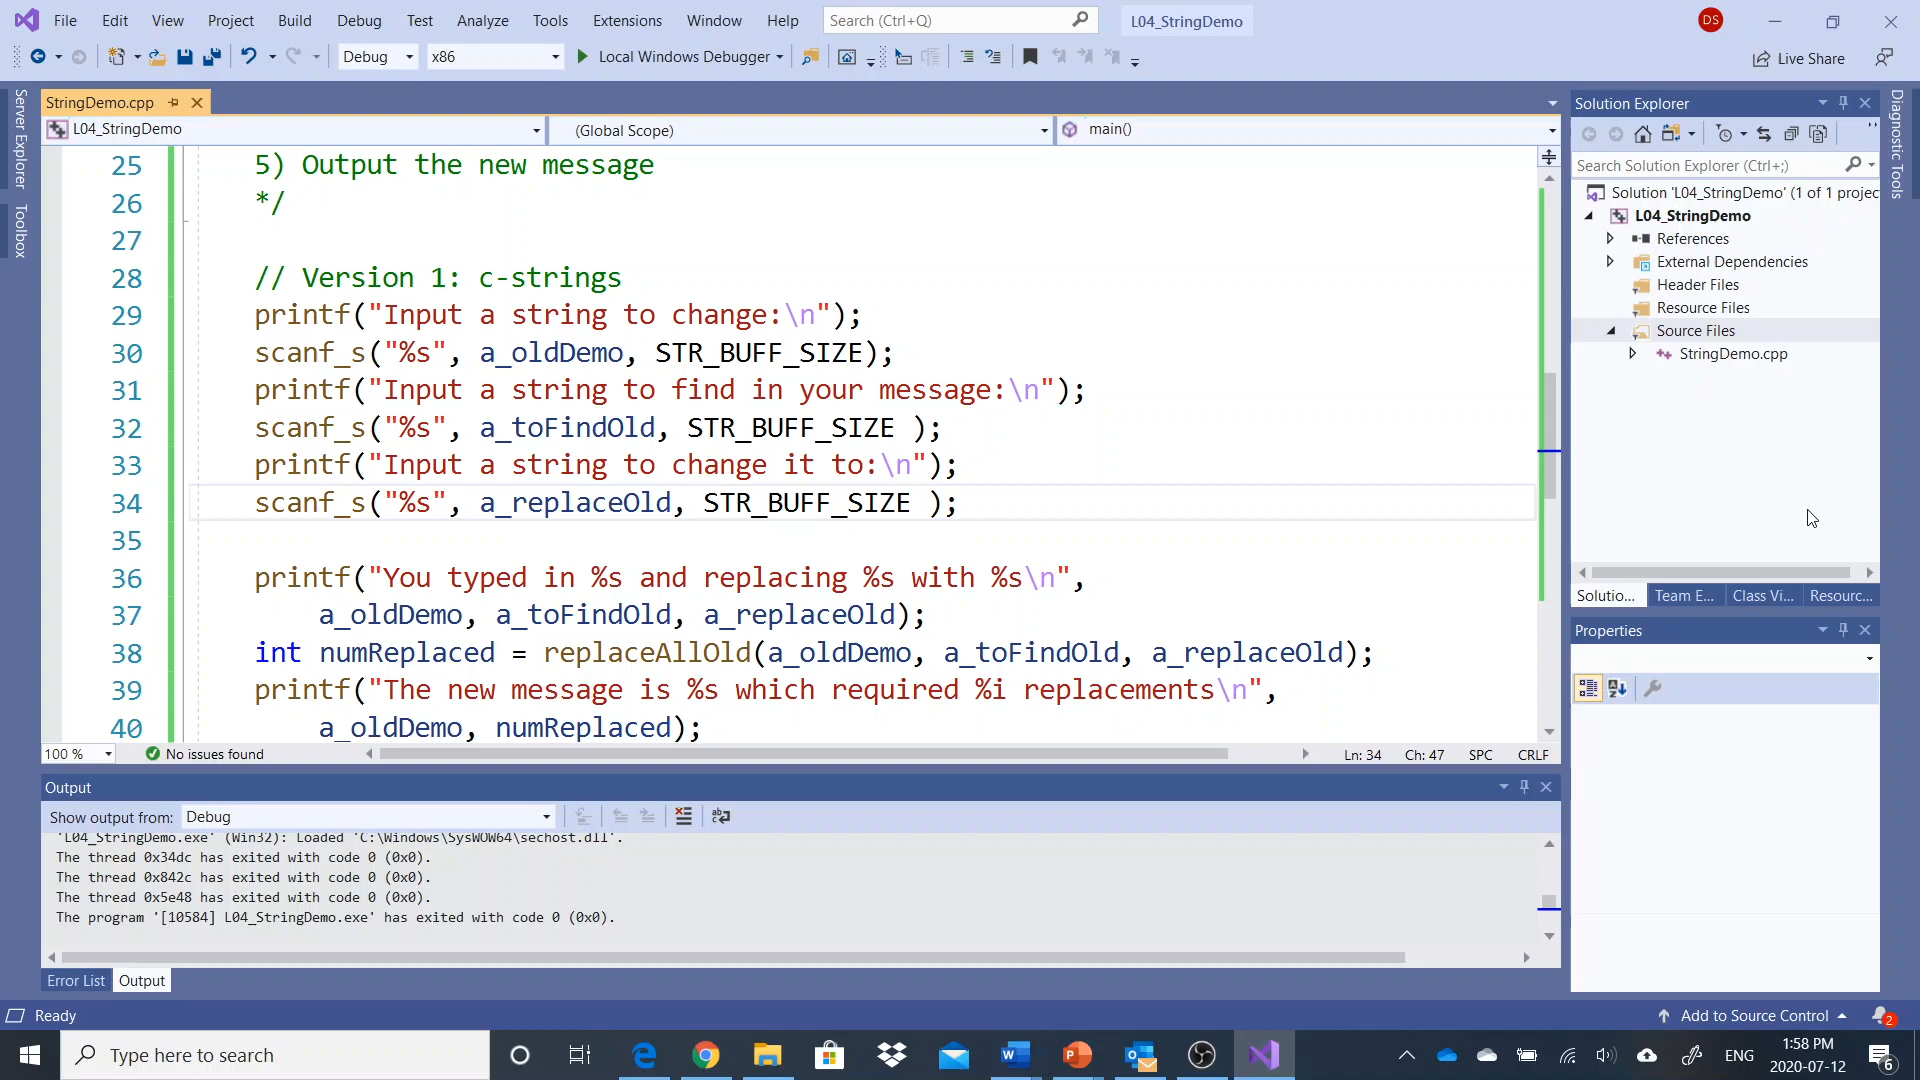 File Edit View Project Build Debug Test Analyze Tools Extensions Window Help Search (Ctrl+Q) L04_StringDemo DS
Debug x86 Local Windows Debugger Live Share
Server Explorer
Toolbox
StringDemo.cpp
L04_StringDemo (Global Scope) main()
25 5) Output the new message
26 */
27
28 // Version 1: c-strings
29 printf("Input a string to change:\n");
30 scanf_s("%s", a_oldDemo, STR_BUFF_SIZE);
31 printf("Input a string to find in your message:\n");
32 scanf_s("%s", a_toFindOld, STR_BUFF_SIZE );
33 printf("Input a string to change it to:\n");
34 scanf_s("%s", a_replaceOld, STR_BUFF_SIZE );
35
36 printf("You typed in %s and replacing %s with %s\n",
37 a_oldDemo, a_toFindOld, a_replaceOld);
38 int numReplaced = replaceAllOld(a_oldDemo, a_toFindOld, a_replaceOld);
39 printf("The new message is %s which required %i replacements\n",
40 a_oldDemo, numReplaced);
100 % No issues found Ln: 34 Ch: 47 SPC CRLF
Output
Show output from: Debug
'L04_StringDemo.exe' (Win32): Loaded 'C:\Windows\SysWOW64\sechost.dll'.
The thread 0x34dc has exited with code 0 (0x0).
The thread 0x842c has exited with code 0 (0x0).
The thread 0x5e48 has exited with code 0 (0x0).
The program '[10584] L04_StringDemo.exe' has exited with code 0 (0x0).
Error List Output
Solution Explorer
Search Solution Explorer (Ctrl+;)
Solution 'L04_StringDemo' (1 of 1 projec
L04_StringDemo
References
External Dependencies
Header Files
Resource Files
Source Files
StringDemo.cpp
Solutio... Team E... Class Vi... Resourc...
Properties
Diagnostic Tools
Ready Add to Source Control 2
Type here to search ENG 1:58 PM
2020-07-12 6